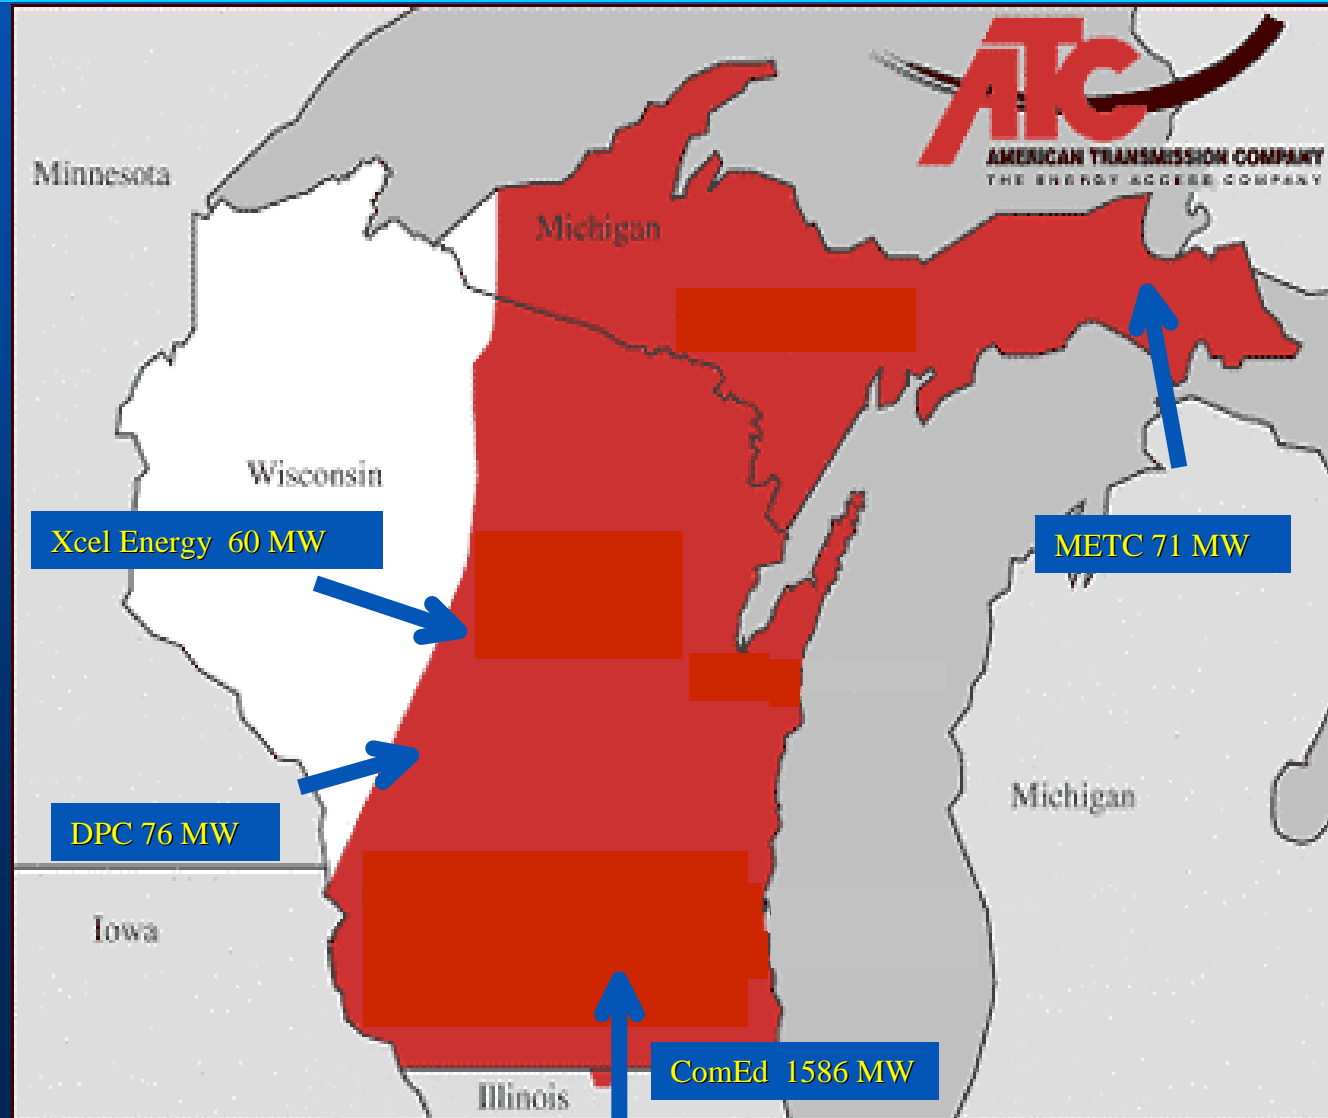 ATC
AMERICAN TRANSMISSION COMPANY
THE ENERGY ACCESS COMPANY
Minnesota
Michigan
Wisconsin
Xcel Energy 60 MW
METC 71 MW
Michigan
DPC 76 MW
Iowa
ComEd 1586 MW
Illinois